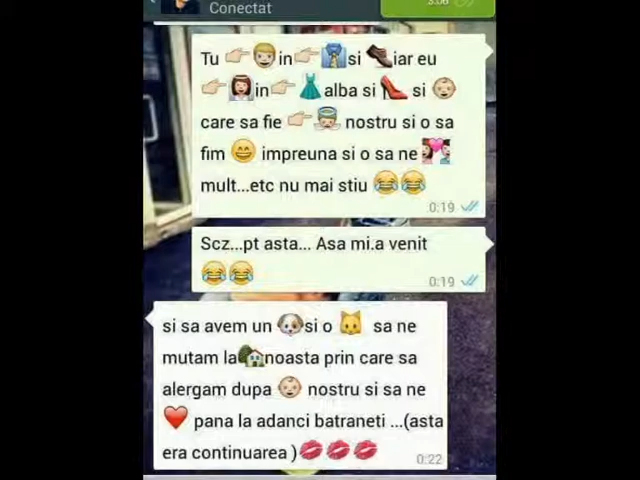 Conectat
Tu 👉👨in👉👔si 👞iar eu
👉👰in👉👗alba si 👠 si 👶
care sa fie 👉👼 nostru si o sa
fim 😄 impreuna si o sa ne 💑
mult...etc nu mai stiu 😂😂
0:19
Scz...pt asta... Asa mi.a venit
😂😂
0:19
si sa avem un 🐶si o 🐱 sa ne
mutam la🏡noasta prin care sa
alergam dupa 👶 nostru si sa ne
❤️ pana la adanci batraneti ...(asta
era continuarea )💋💋💋
0:22